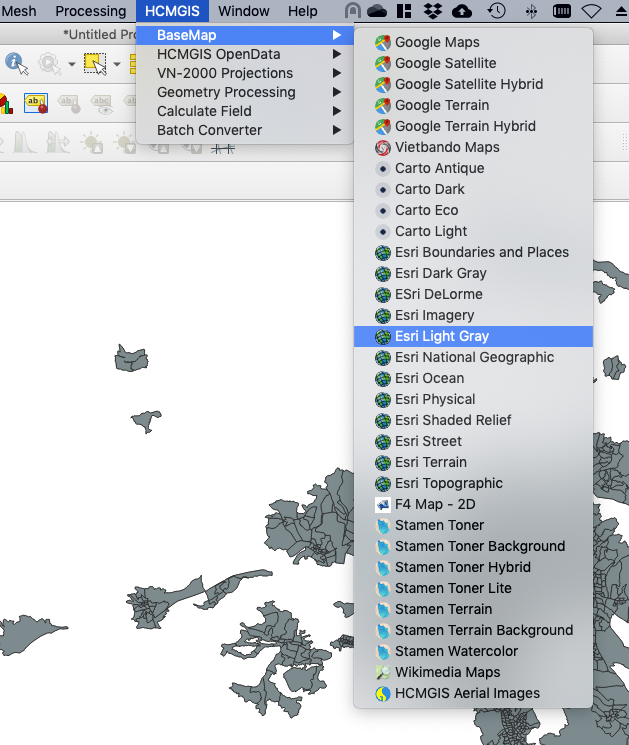 Mesh Processing HCMGIS Window Help
*Untitled Pro
BaseMap
HCMGIS OpenData
VN-2000 Projections
Geometry Processing
Calculate Field
Batch Converter
Google Maps
Google Satellite
Google Satellite Hybrid
Google Terrain
Google Terrain Hybrid
Vietbando Maps
Carto Antique
Carto Dark
Carto Eco
Carto Light
Esri Boundaries and Places
Esri Dark Gray
ESri DeLorme
Esri Imagery
Esri Light Gray
Esri National Geographic
Esri Ocean
Esri Physical
Esri Shaded Relief
Esri Street
Esri Terrain
Esri Topographic
F4 Map - 2D
Stamen Toner
Stamen Toner Background
Stamen Toner Hybrid
Stamen Toner Lite
Stamen Terrain
Stamen Terrain Background
Stamen Watercolor
Wikimedia Maps
HCMGIS Aerial Images